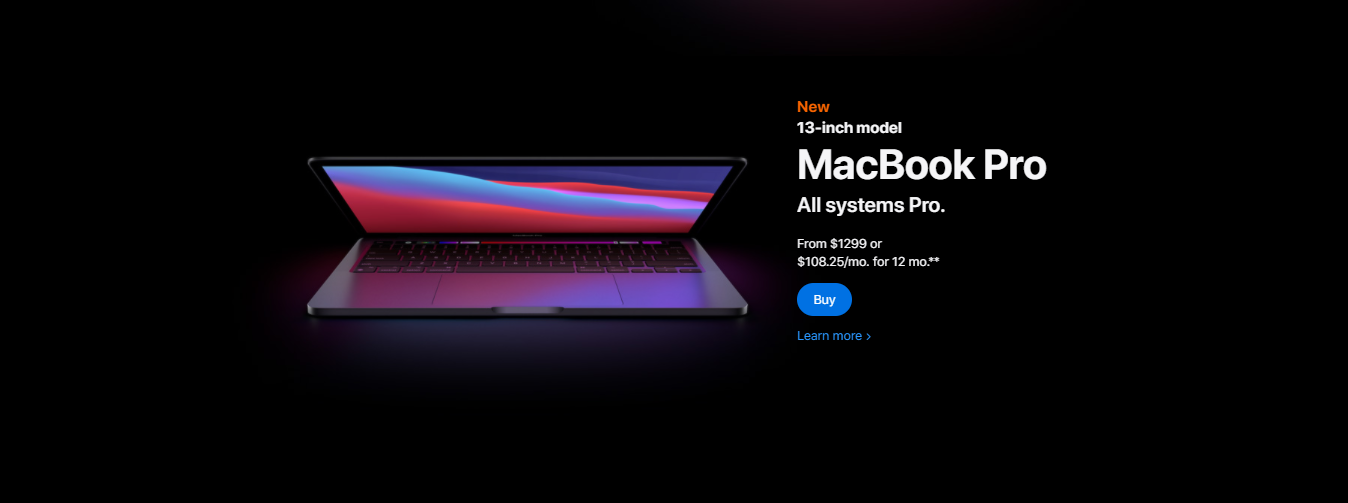 New
13-inch model
MacBook Pro
All systems Pro.
From $1299 or
$108.25/mo. for 12 mo.**
Buy
Learn more >